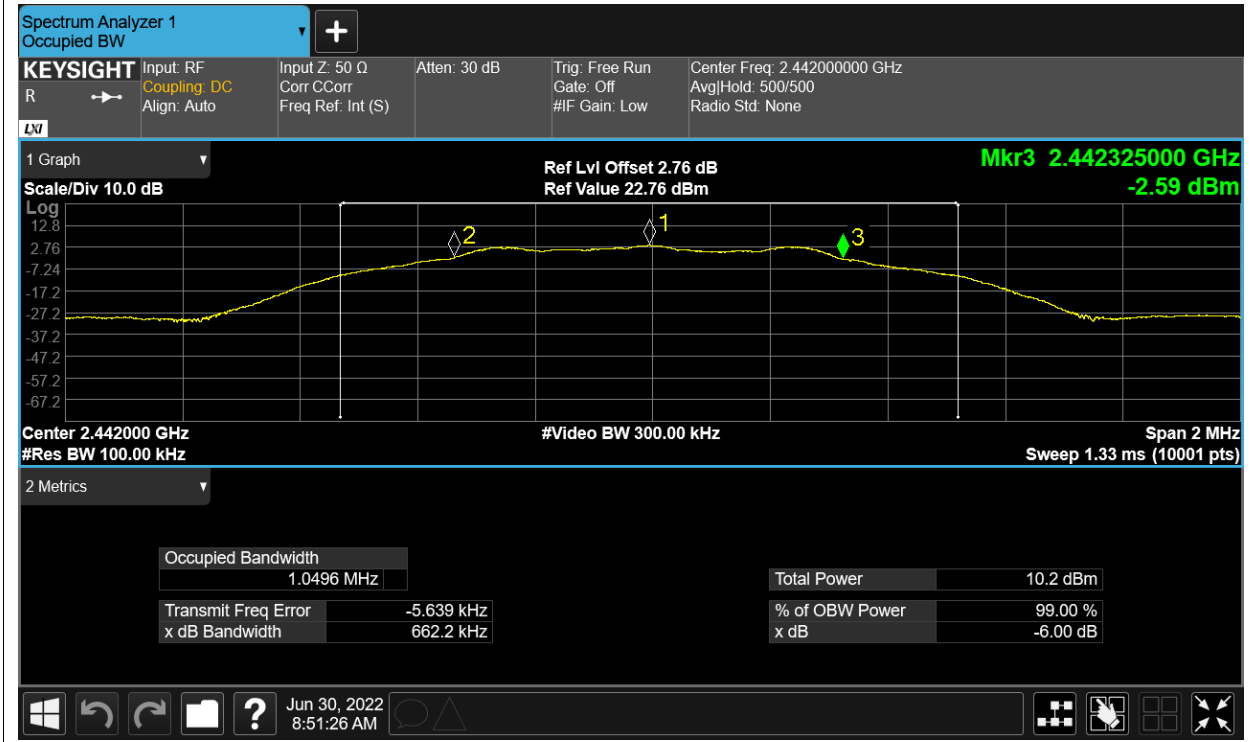 Spectrum Analyzer 1
Occupied BW
KEYSIGHT
R
LXI
Input: RF
Coupling: DC
Align: Auto
Input Z: 50 Ω
Corr CCorr
Freq Ref: Int (S)
Atten: 30 dB
Trig: Free Run
Gate: Off
#IF Gain: Low
Center Freq: 2.442000000 GHz
Avg|Hold: 500/500
Radio Std: None
1 Graph
Scale/Div 10.0 dB
Ref Lvl Offset 2.76 dB
Ref Value 22.76 dBm
Mkr3 2.442325000 GHz
-2.59 dBm
Log
12.8
2.76
-7.24
-17.2
-27.2
-37.2
-47.2
-57.2
-67.2
2
1
3
Center 2.442000 GHz
#Video BW 300.00 kHz
Span 2 MHz
#Res BW 100.00 kHz
Sweep 1.33 ms (10001 pts)
2 Metrics
Occupied Bandwidth
1.0496 MHz
Transmit Freq Error -5.639 kHz
x dB Bandwidth 662.2 kHz
Total Power 10.2 dBm
% of OBW Power 99.00 %
x dB -6.00 dB
?
Jun 30, 2022
8:51:26 AM